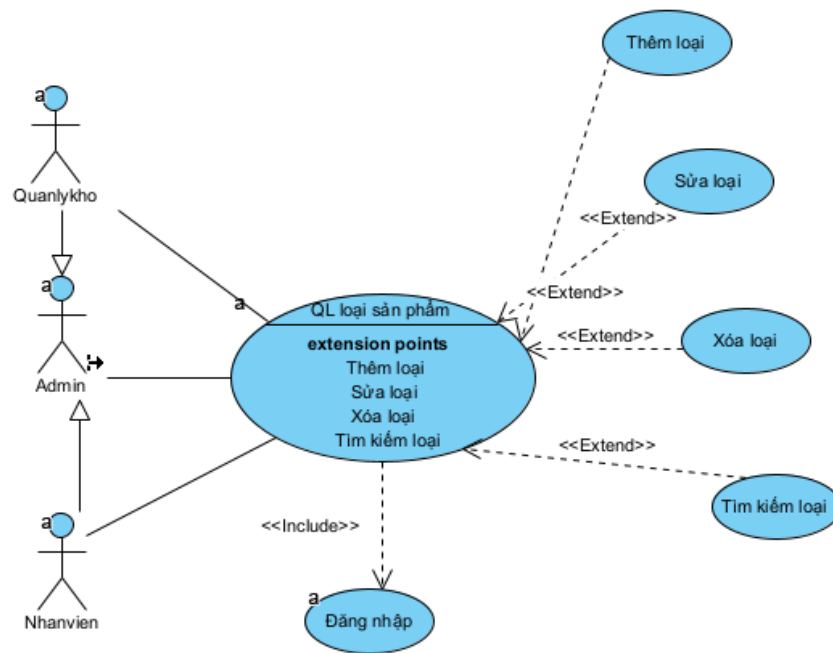 Thêm loại
a
Quanlykho
Sửa loại
<<Extend>>
a
Admin
a
QL loại sản phẩm
<<Extend>>
extension points
Thêm loại
Sửa loại
Xóa loại
Tìm kiếm loại
<<Extend>>
Xóa loại
<<Extend>>
Tìm kiếm loại
a
Nhanvien
<<Include>>
a
Đăng nhập